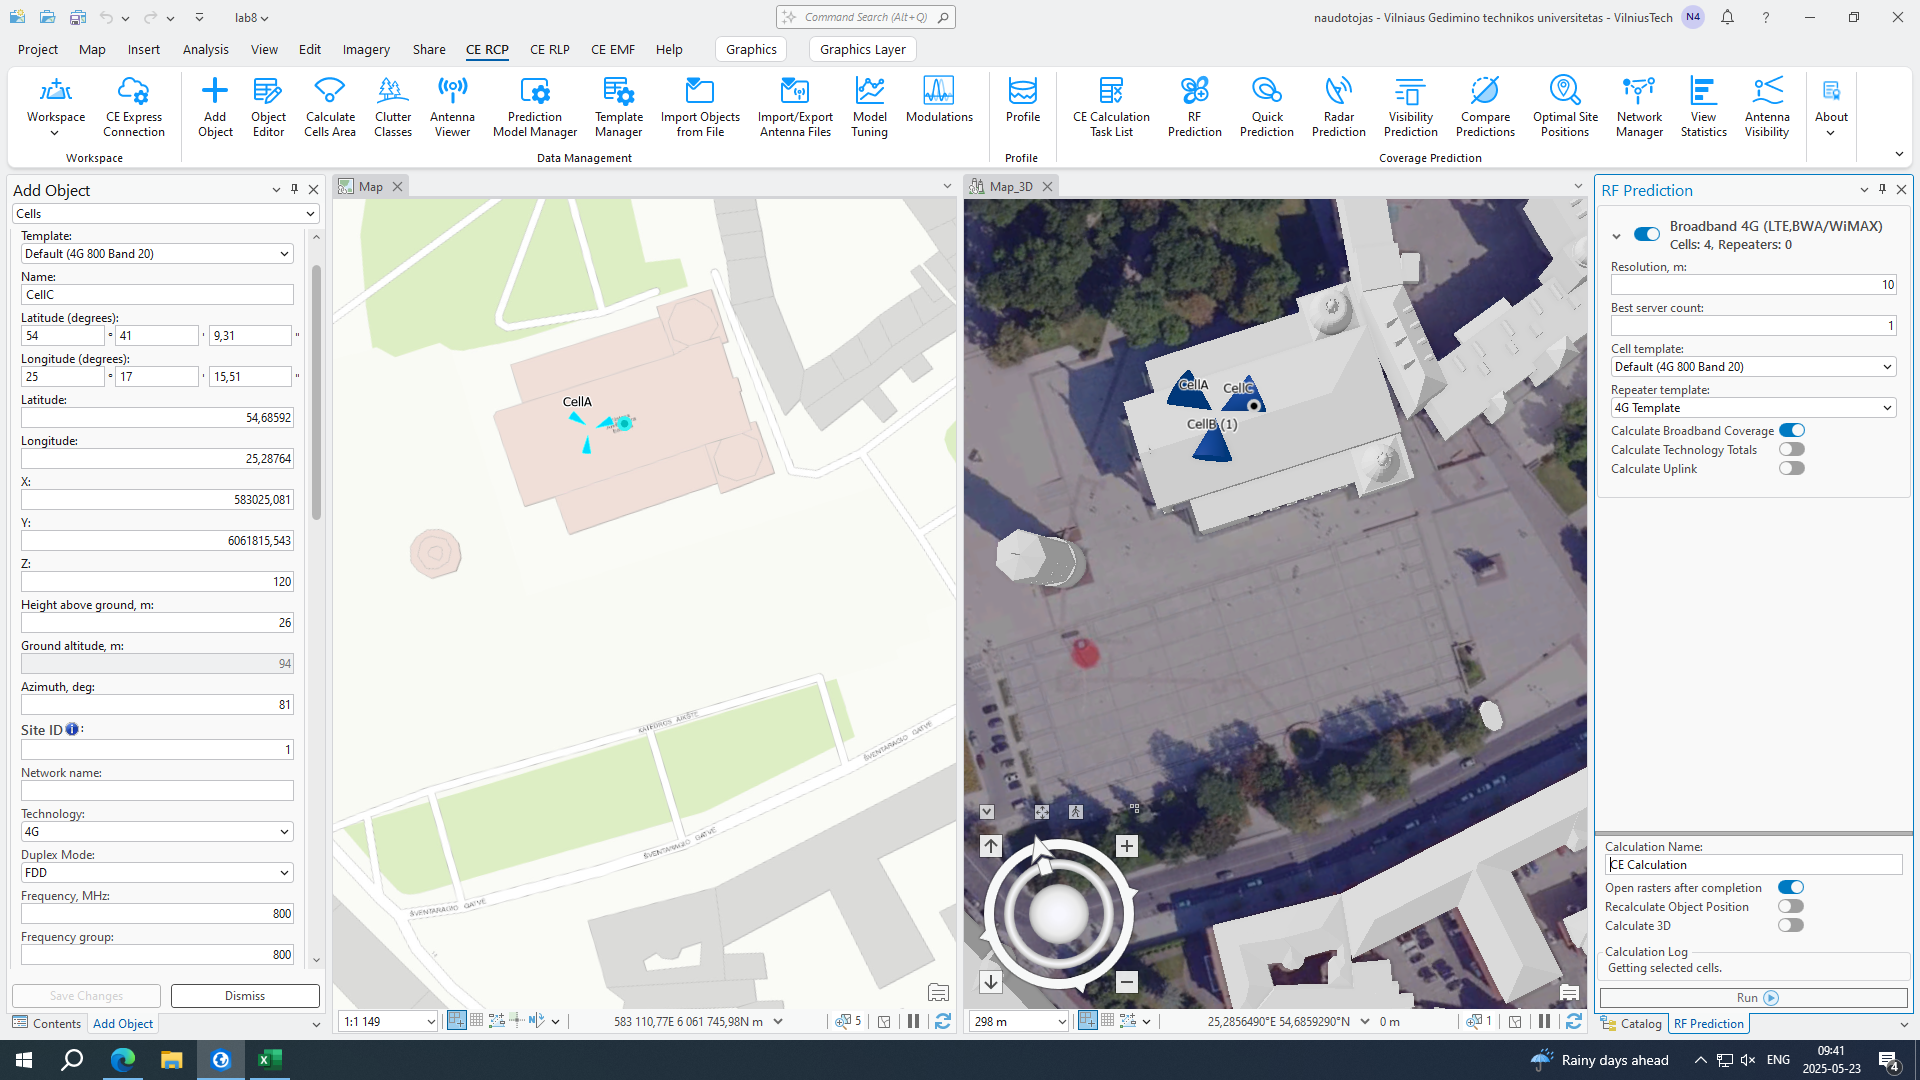 lab8
Command Search (Alt+Q)
naudotojas - Vilniaus Gedimino technikos universitetas - VilniusTech
N4
Project
Map
Insert
Analysis
View
Edit
Imagery
Share
CE RCP
CE RLP
CE EMF
Help
Graphics
Graphics Layer
Workspace
CE Express Connection
Workspace
Add Object
Object Editor
Calculate Cells Area
Clutter Classes
Antenna Viewer
Prediction Model Manager
Template Manager
Import Objects from File
Import/Export Antenna Files
Model Tuning
Modulations
Data Management
Profile
Profile
CE Calculation Task List
RF Prediction
Quick Prediction
Radar Prediction
Visibility Prediction
Compare Predictions
Optimal Site Positions
Network Manager
View Statistics
Antenna Visibility
Coverage Prediction
About
Add Object
Cells
Template:
Default (4G 800 Band 20)
Name:
CellC
Latitude (degrees):
54 ° 41 ' 9,31 "
Longitude (degrees):
25 ° 17 ' 15,51 "
Latitude:
54,68592
Longitude:
25,28764
X:
583025,081
Y:
6061815,543
Z:
120
Height above ground, m:
26
Ground altitude, m:
94
Azimuth, deg:
81
Site ID :
1
Network name:
Technology:
4G
Duplex Mode:
FDD
Frequency, MHz:
800
Frequency group:
800
Save Changes
Dismiss
Contents
Add Object
Map
CellA
KATEDROS AIKŠTĖ
ŠVENTARAGIO GATVĖ
ŠVENTARAGIO GATVĖ
ŠVENTARAGIO GATVĖ
1:1 149
583 110,77E 6 061 745,98N m
5
Map_3D
CellA
CellC
CellB (1)
298 m
25,2856490°E 54,6859290°N
0 m
1
RF Prediction
Broadband 4G (LTE,BWA/WiMAX)
Cells: 4, Repeaters: 0
Resolution, m:
10
Best server count:
1
Cell template:
Default (4G 800 Band 20)
Repeater template:
4G Template
Calculate Broadband Coverage
Calculate Technology Totals
Calculate Uplink
Calculation Name:
CE Calculation
Open rasters after completion
Recalculate Object Position
Calculate 3D
Calculation Log
Getting selected cells.
Run
Catalog
RF Prediction
Rainy days ahead
ENG
09:41
2025-05-23
4